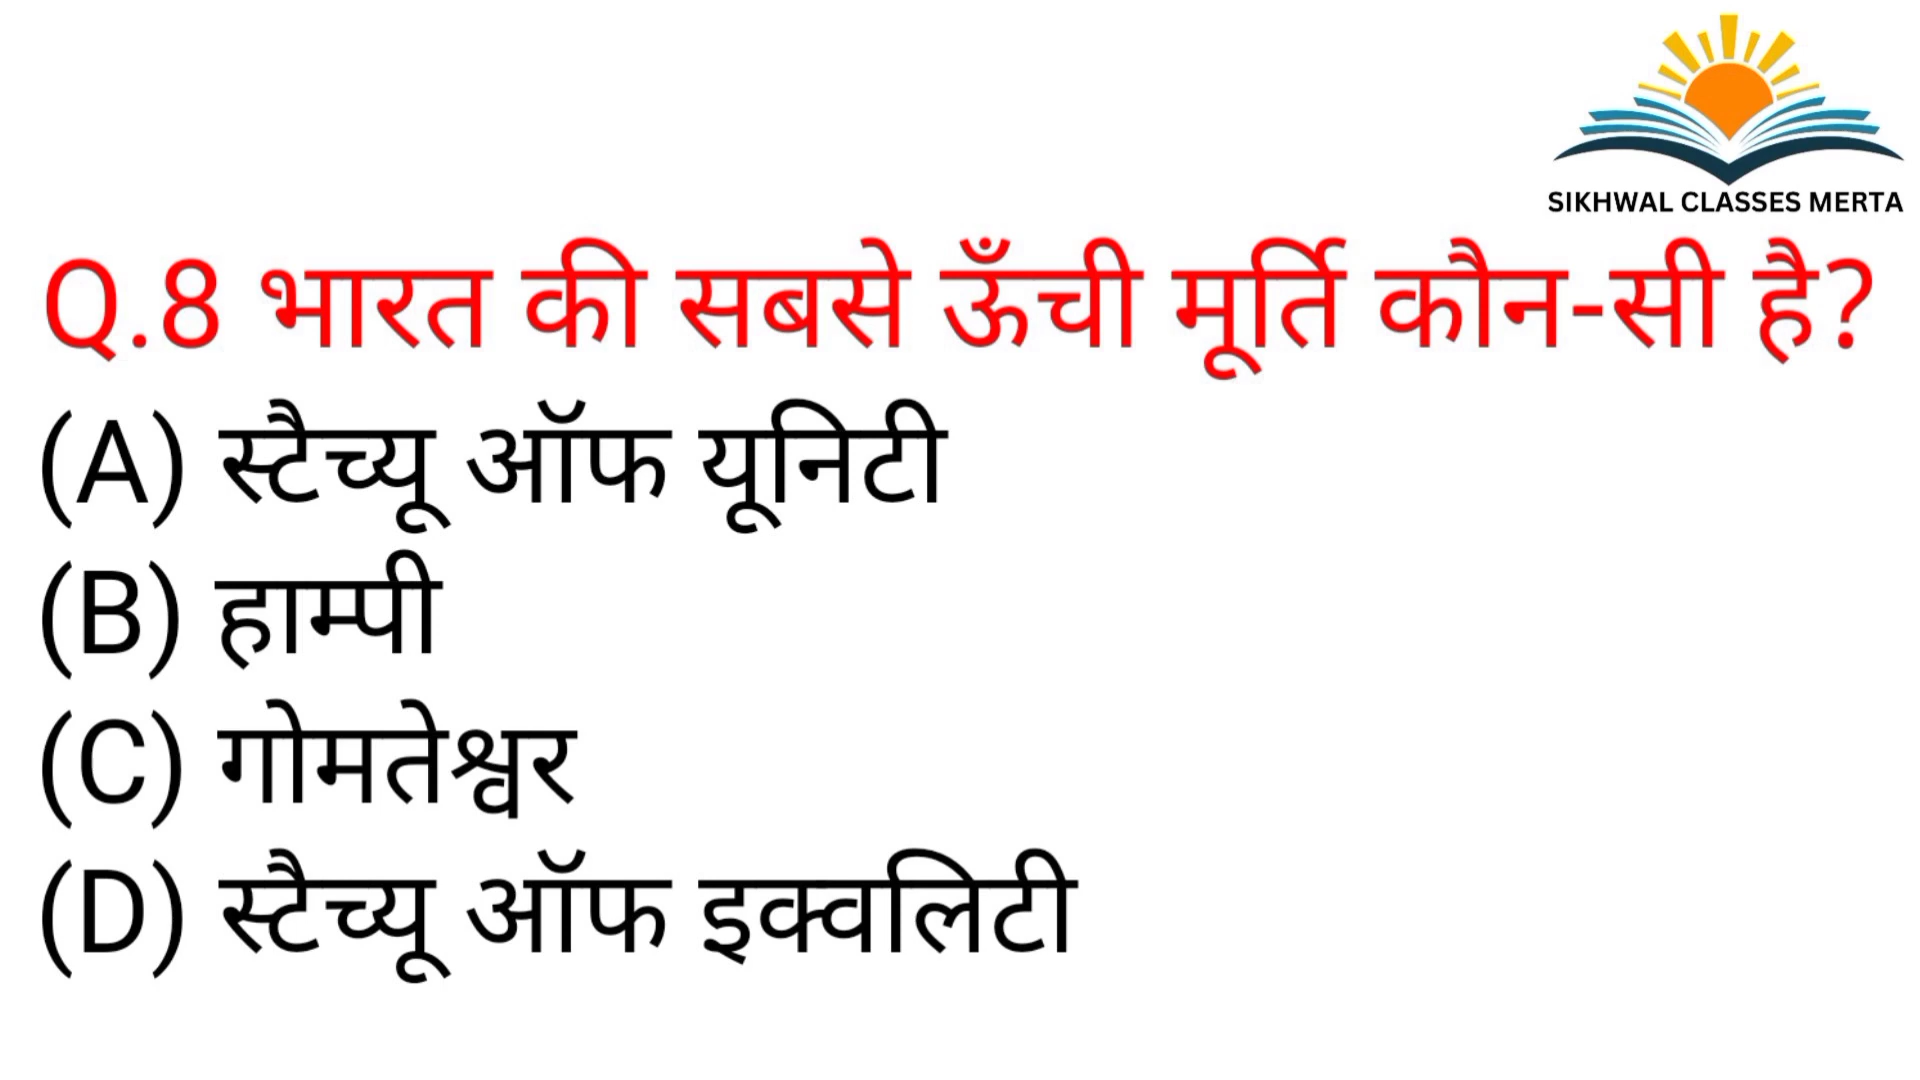 SIKHWAL CLASSES MERTA
Q.8 भारत की सबसे ऊँची मूर्ति कौन-सी है?
(A) स्टैच्यू ऑफ यूनिटी
(B) हाम्पी
(C) गोमतेश्वर
(D) स्टैच्यू ऑफ इक्वलिटी